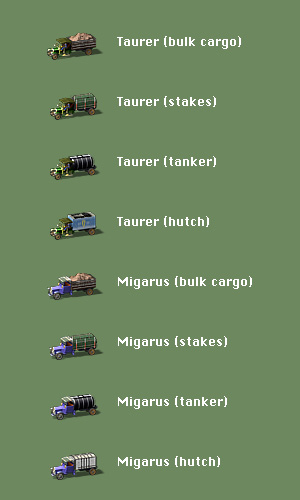 Taurer (bulk cargo)
Taurer (stakes)
Taurer (tanker)
Taurer (hutch)
Migarus (bulk cargo)
Migarus (stakes)
Migarus (tanker)
Migarus (hutch)